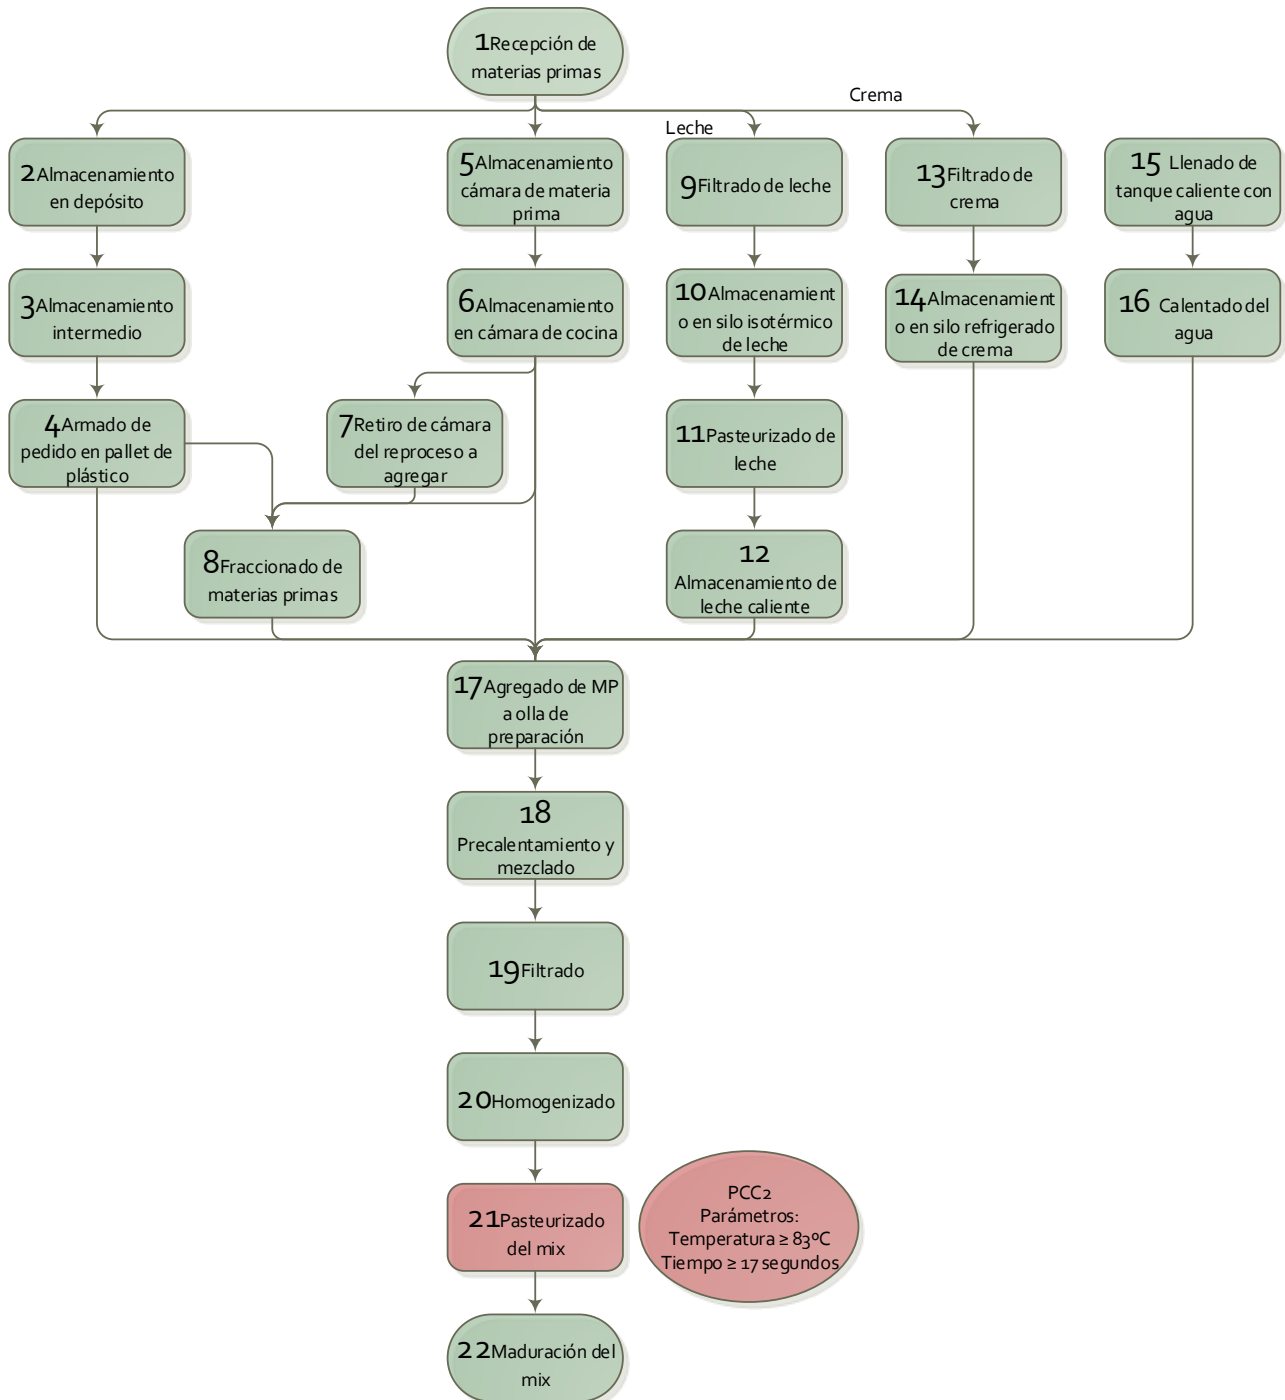 1Recepción de
materias primas
Crema
Leche
2Almacenamiento
en depósito
5Almacenamiento
cámara de materia
prima
9Filtrado de leche
13Filtrado de
crema
15 Llenado de
tanque caliente con
agua
3Almacenamiento
intermedio
6Almacenamiento
en cámara de cocina
10Almacenamient
o en silo isotérmico
de leche
14Almacenamient
o en silo refrigerado
de crema
16 Calentado del
agua
4Armado de
pedido en pallet de
plástico
7Retiro de cámara
del reproceso a
agregar
11Pasteurizado de
leche
8Fraccionado de
materias primas
12
Almacenamiento de
leche caliente
17Agregado de MP
a olla de
preparación
18
Precalentamiento y
mezclado
19Filtrado
20Homogenizado
21Pasteurizado
del mix
PCC2
Parámetros:
Temperatura ≥ 83ºC
Tiempo ≥ 17 segundos
22Maduración del
mix